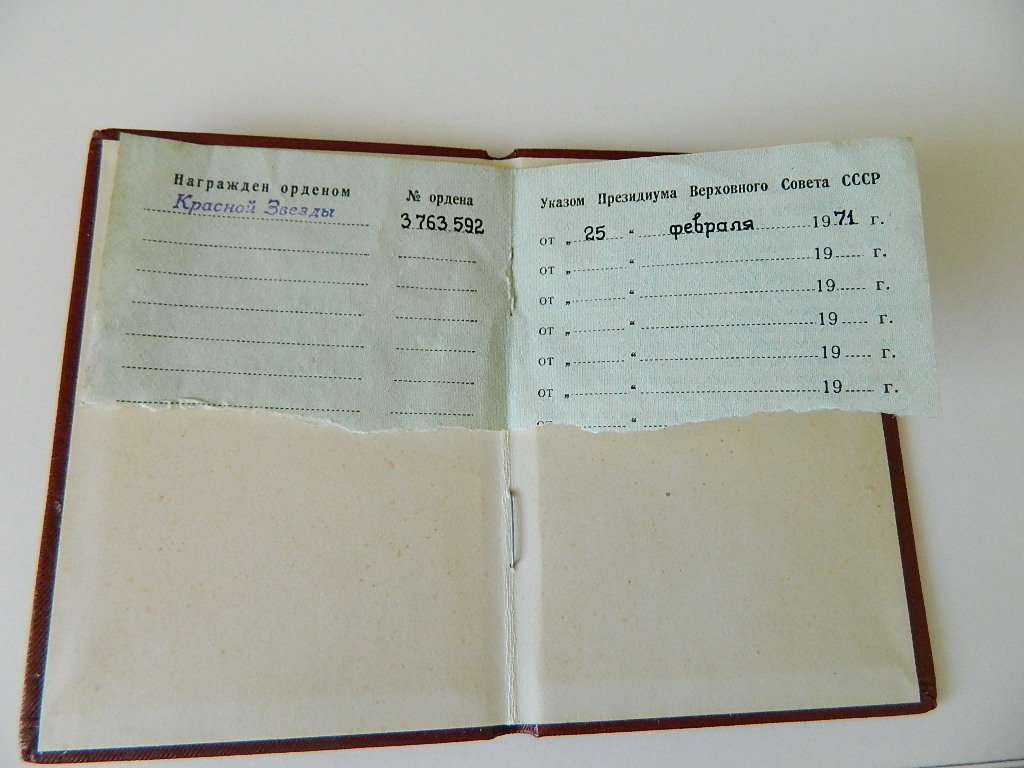 Награжден орденом
Красной Звезды
№ ордена
3.763.592
Указом Президиума Верховного Совета СССР
от „ 25 “ февраля 1971 г.
от „ “ 19 г.
от „ “ 19 г.
от „ “ 19 г.
от „ “ 19 г.
от „ “ 19 г.
от „ “